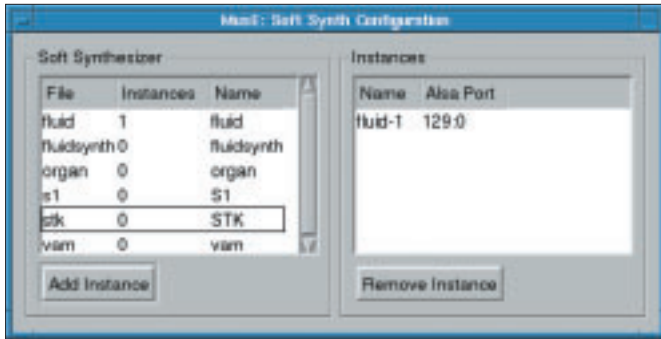 MusE: Soft Synth Configuration
Soft Synthesizer
File Instances Name
fluid 1 fluid
fluidsynth 0 fluidsynth
organ 0 organ
s1 0 S1
stk 0 STK
vam 0 vam
Add Instance
Instances
Name Alsa Port
fluid-1 129:0
Remove Instance